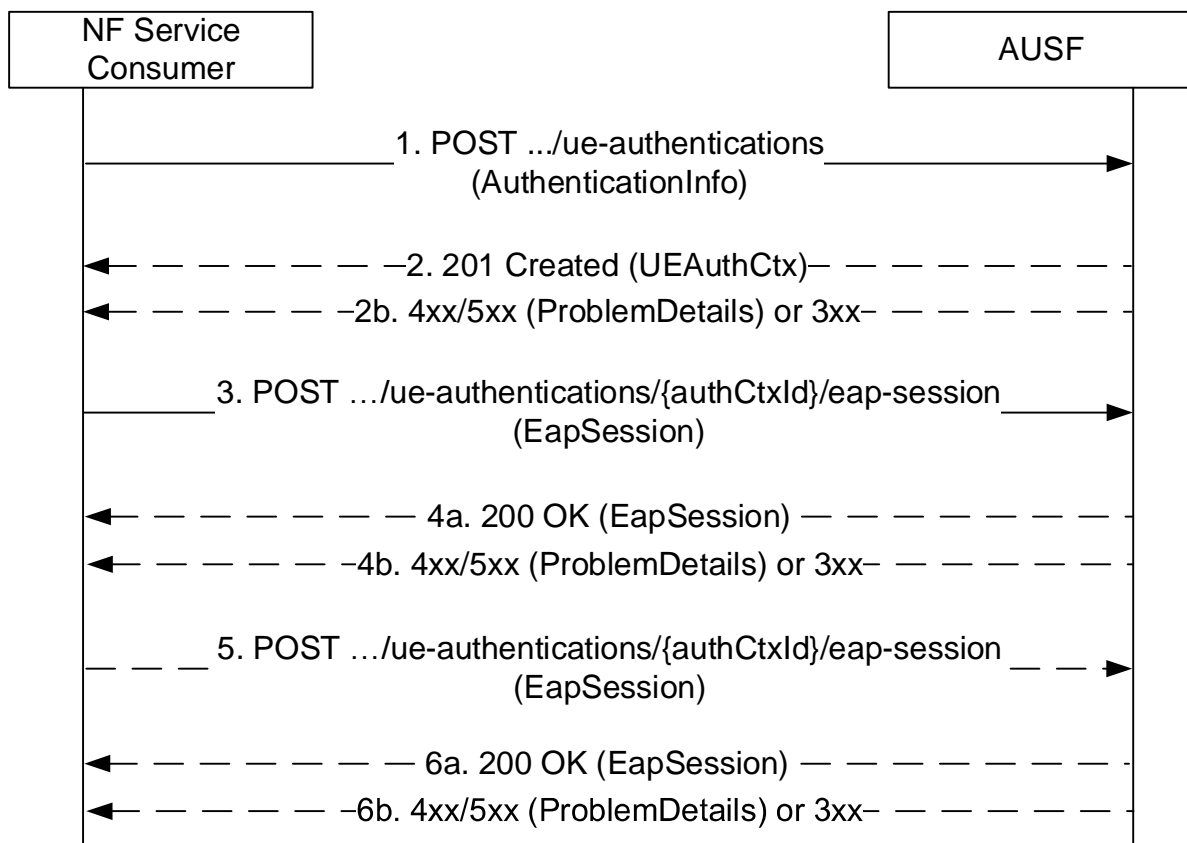 NF Service
Consumer
AUSF
1. POST .../ue-authentications
(AuthenticationInfo)
2. 201 Created (UEAuthCtx)
2b. 4xx/5xx (ProblemDetails) or 3xx
3. POST …/ue-authentications/{authCtxId}/eap-session
(EapSession)
4a. 200 OK (EapSession)
4b. 4xx/5xx (ProblemDetails) or 3xx
5. POST …/ue-authentications/{authCtxId}/eap-session
(EapSession)
6a. 200 OK (EapSession)
6b. 4xx/5xx (ProblemDetails) or 3xx